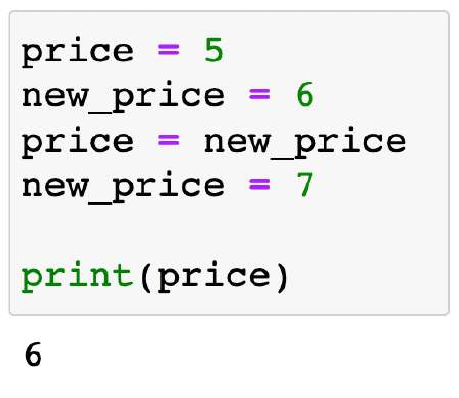 price = 5
new_price = 6
price = new_price
new_price = 7
print(price)
6